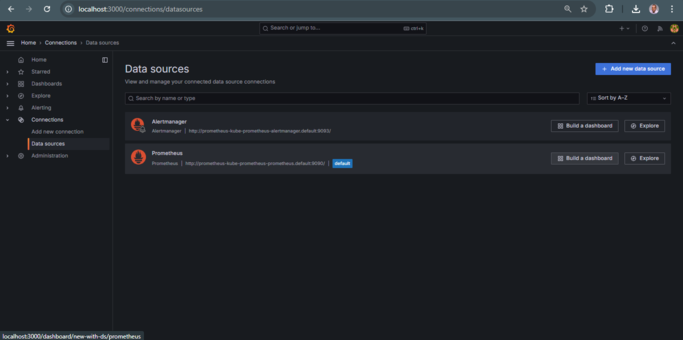 localhost:3000/connections/datasources
Search or jump to...
ctrl+k
Home › Connections › Data sources
Home
Starred
Dashboards
Explore
Alerting
Connections
Add new connection
Data sources
Administration
Data sources
View and manage your connected data source connections
Add new data source
Search by name or type
Sort by A–Z
Alertmanager
Alertmanager | http://prometheus-kube-prometheus-alertmanager.default:9093/
Build a dashboard
Explore
Prometheus
Prometheus | http://prometheus-kube-prometheus-prometheus.default:9090/ | default
Build a dashboard
Explore
localhost:3000/dashboard/new-with-ds/prometheus